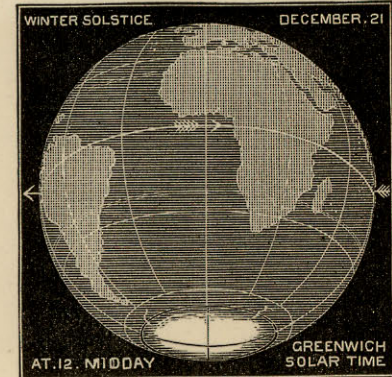 WINTER SOLSTICE DECEMBER. 21
AT. 12. MIDDAY GREENWICH
SOLAR TIME